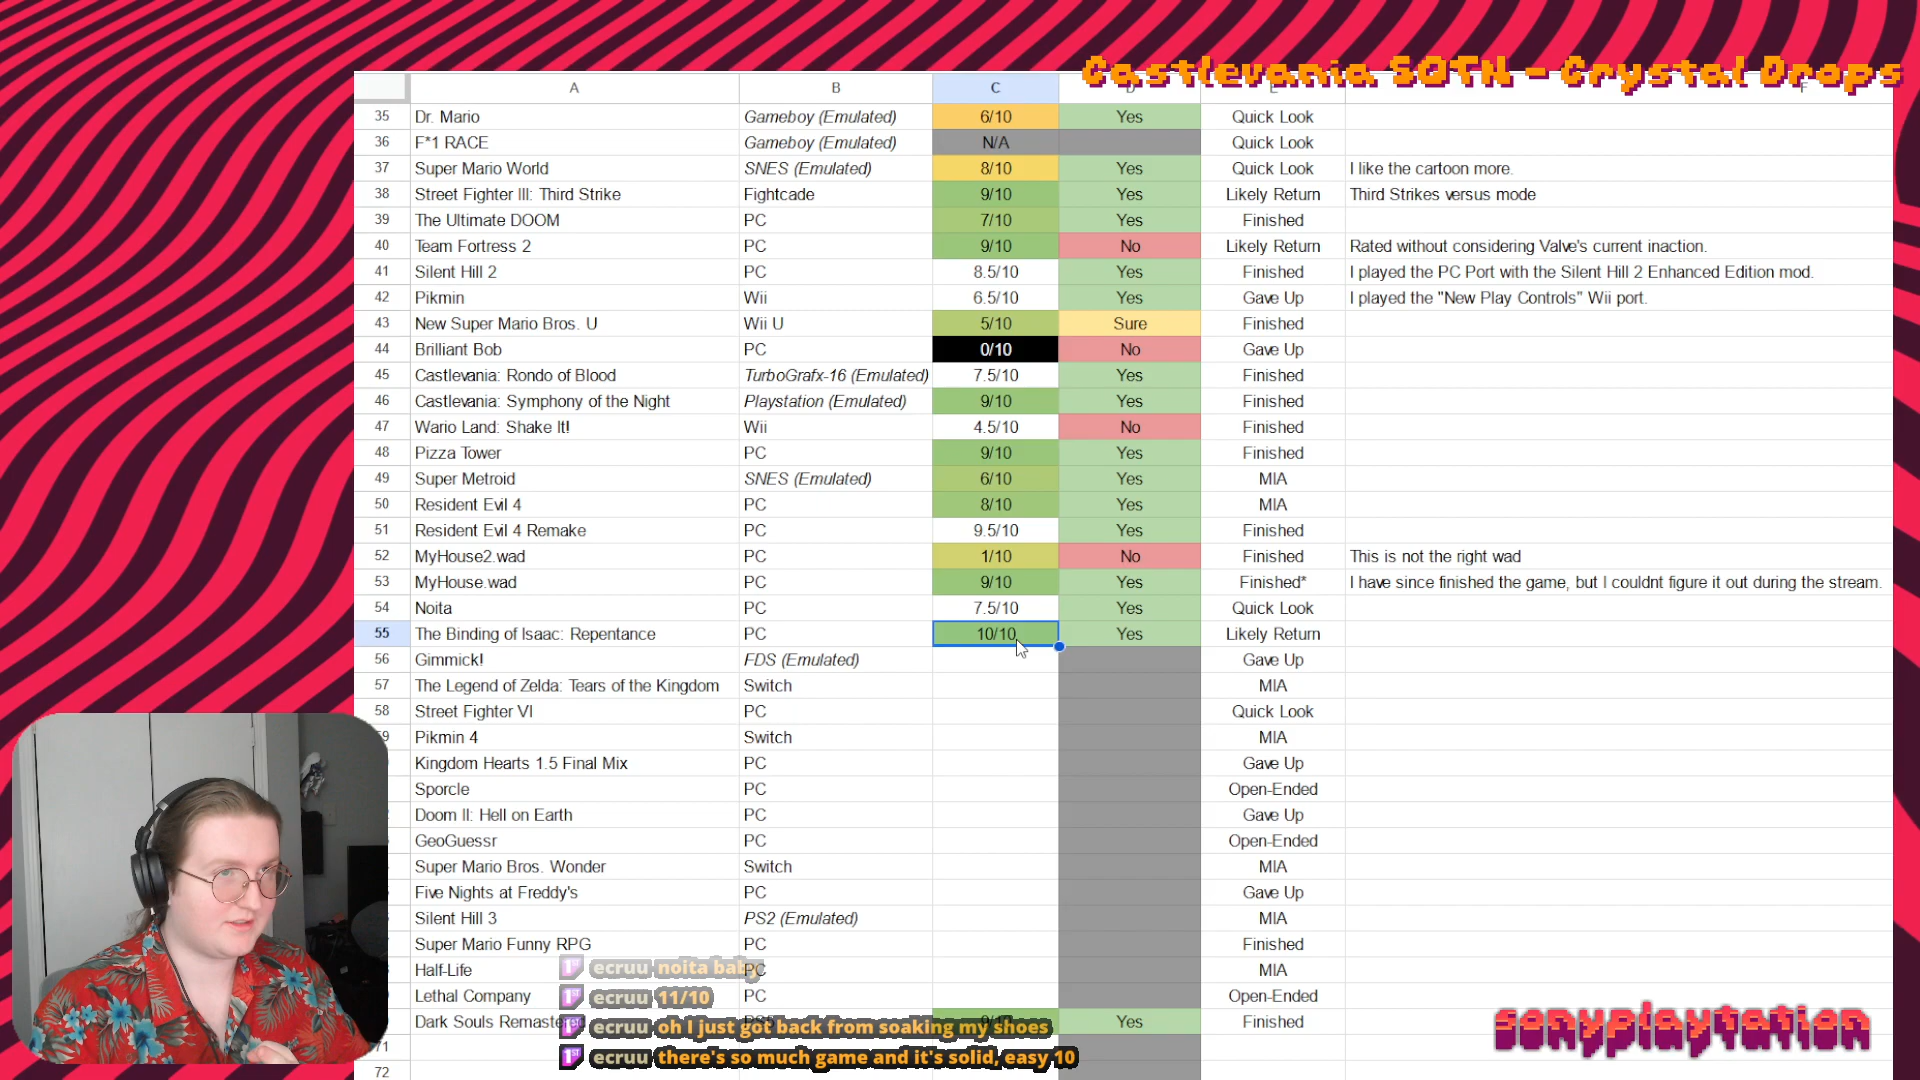 Castlevania SOTN - Crystal Drops
A B C D E F
35 Dr. Mario Gameboy (Emulated) 6/10 Yes Quick Look
36 F*1 RACE Gameboy (Emulated) N/A Quick Look
37 Super Mario World SNES (Emulated) 8/10 Yes Quick Look I like the cartoon more.
38 Street Fighter III: Third Strike Fightcade 9/10 Yes Likely Return Third Strikes versus mode
39 The Ultimate DOOM PC 7/10 Yes Finished
40 Team Fortress 2 PC 9/10 No Likely Return Rated without considering Valve's current inaction.
41 Silent Hill 2 PC 8.5/10 Yes Finished I played the PC Port with the Silent Hill 2 Enhanced Edition mod.
42 Pikmin Wii 6.5/10 Yes Gave Up I played the "New Play Controls" Wii port.
43 New Super Mario Bros. U Wii U 5/10 Sure Finished
44 Brilliant Bob PC 0/10 No Gave Up
45 Castlevania: Rondo of Blood TurboGrafx-16 (Emulated) 7.5/10 Yes Finished
46 Castlevania: Symphony of the Night Playstation (Emulated) 9/10 Yes Finished
47 Wario Land: Shake It! Wii 4.5/10 No Finished
48 Pizza Tower PC 9/10 Yes Finished
49 Super Metroid SNES (Emulated) 6/10 Yes MIA
50 Resident Evil 4 PC 8/10 Yes MIA
51 Resident Evil 4 Remake PC 9.5/10 Yes Finished
52 MyHouse2.wad PC 1/10 No Finished This is not the right wad
53 MyHouse.wad PC 9/10 Yes Finished* I have since finished the game, but I couldnt figure it out during the stream.
54 Noita PC 7.5/10 Yes Quick Look
55 The Binding of Isaac: Repentance PC 10/10 Yes Likely Return
56 Gimmick! FDS (Emulated) Gave Up
57 The Legend of Zelda: Tears of the Kingdom Switch MIA
58 Street Fighter VI PC Quick Look
9 Pikmin 4 Switch MIA
Kingdom Hearts 1.5 Final Mix PC Gave Up
Sporcle PC Open-Ended
Doom II: Hell on Earth PC Gave Up
GeoGuessr PC Open-Ended
Super Mario Bros. Wonder Switch MIA
Five Nights at Freddy's PC Gave Up
Silent Hill 3 PS2 (Emulated) MIA
Super Mario Funny RPG PC Finished
Half-Life PC MIA
Lethal Company PC Open-Ended
Dark Souls Remastered 9/10 Yes Finished
71
72
ecruu noita baby
ecruu 11/10
ecruu oh I just got back from soaking my shoes
ecruu there's so much game and it's solid, easy 10
sonyplaytation